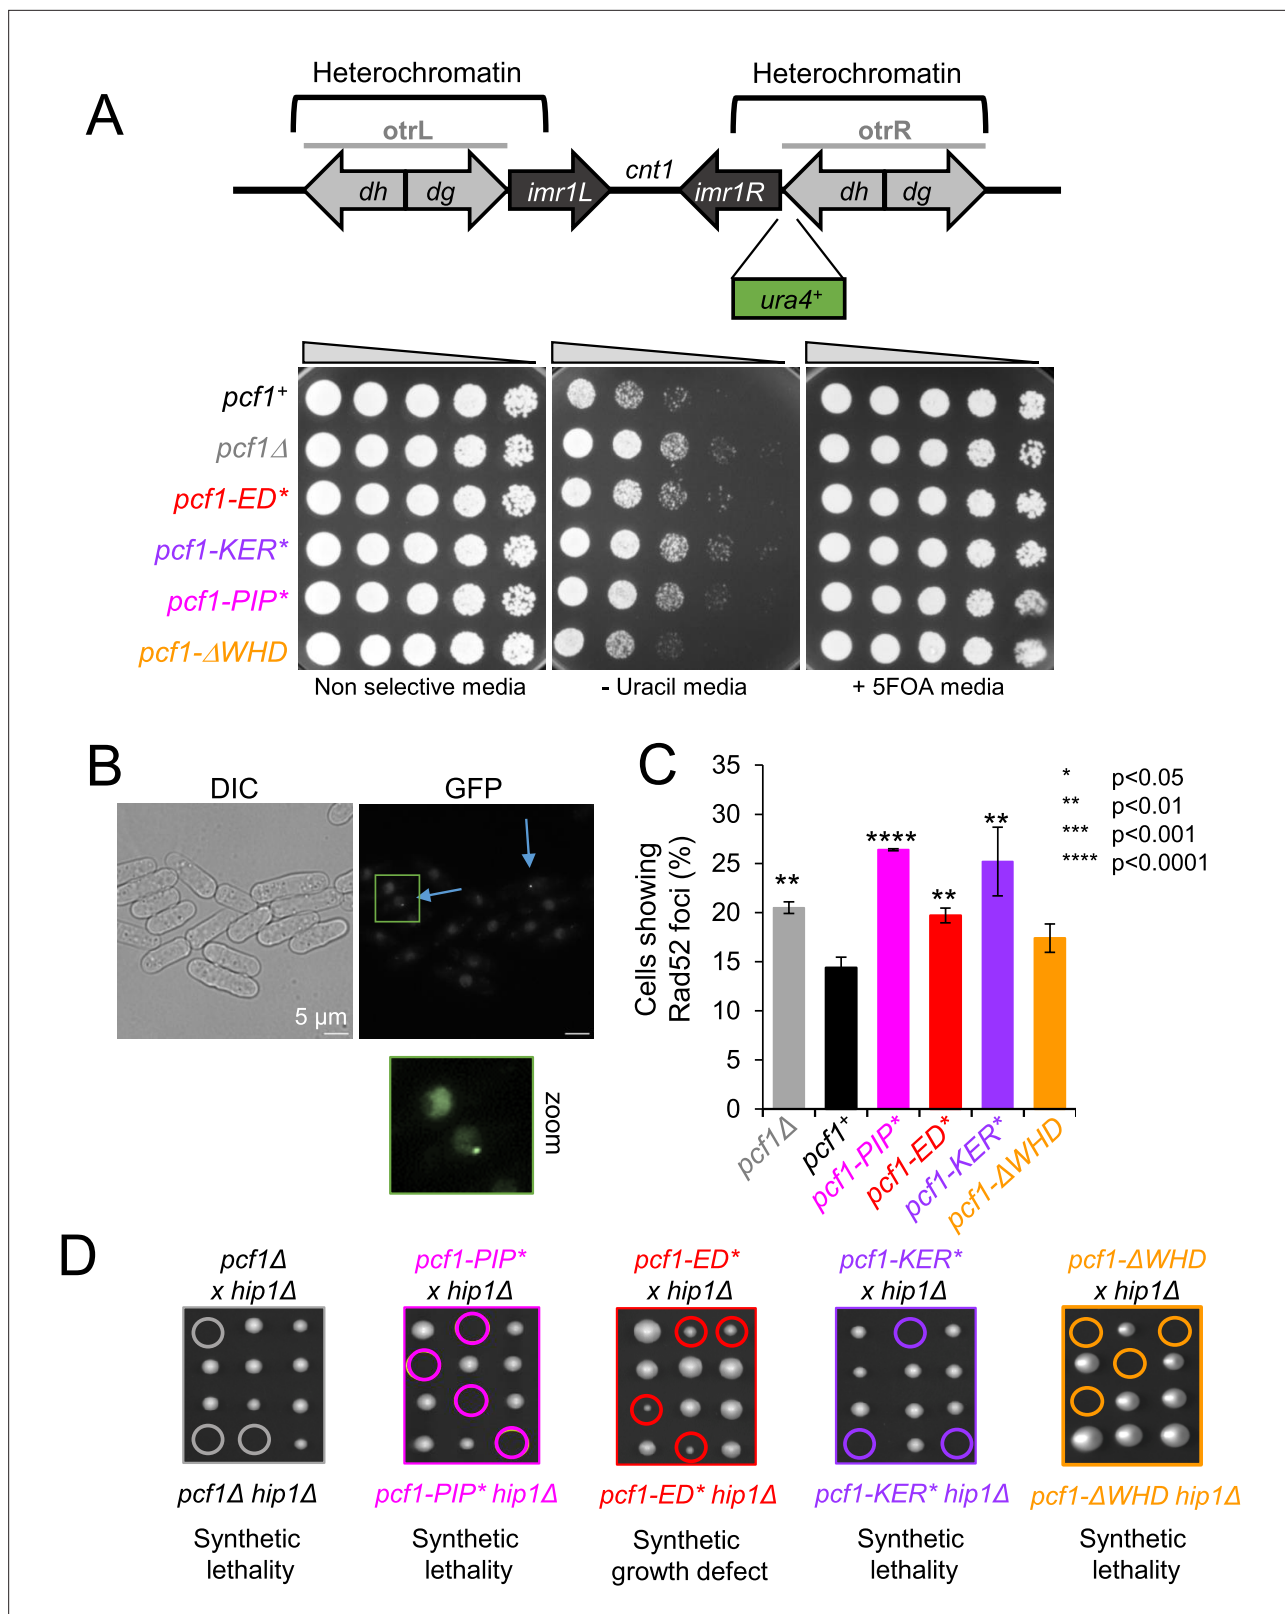 A
Heterochromatin
Heterochromatin
otrL
otrR
dh
dg
imr1L
cnt1
imr1R
dh
dg
ura4⁺
pcf1⁺
pcf1Δ
pcf1-ED*
pcf1-KER*
pcf1-PIP*
pcf1-ΔWHD
Non selective media
- Uracil media
+ 5FOA media
B
DIC
GFP
5 µm
zoom
C
Cells showing
Rad52 foci (%)
35
30
25
20
15
10
5
0
**
****
**
**
* p<0.05
** p<0.01
*** p<0.001
**** p<0.0001
pcf1Δ
pcf1⁺
pcf1-PIP*
pcf1-ED*
pcf1-KER*
pcf1-ΔWHD
D
pcf1Δ
x hip1Δ
pcf1-PIP*
x hip1Δ
pcf1-ED*
x hip1Δ
pcf1-KER*
x hip1Δ
pcf1-ΔWHD
x hip1Δ
pcf1Δ hip1Δ
pcf1-PIP* hip1Δ
pcf1-ED* hip1Δ
pcf1-KER* hip1Δ
pcf1-ΔWHD hip1Δ
Synthetic
lethality
Synthetic
lethality
Synthetic
growth defect
Synthetic
lethality
Synthetic
lethality